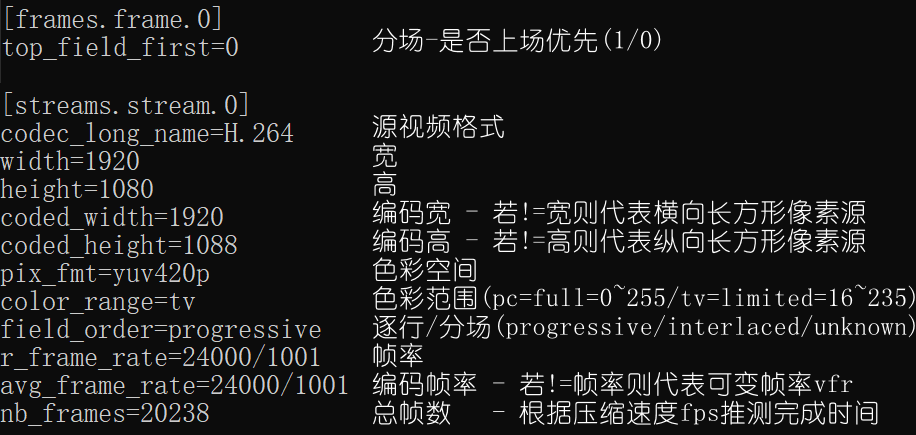 [frames.frame.0]
top_field_first=0 分场-是否上场优先(1/0)
[streams.stream.0]
codec_long_name=H.264 源视频格式
width=1920 宽
height=1080 高
coded_width=1920 编码宽 - 若!=宽则代表横向长方形像素源
coded_height=1088 编码高 - 若!=高则代表纵向长方形像素源
pix_fmt=yuv420p 色彩空间
color_range=tv 色彩范围(pc=full=0~255/tv=limited=16~235)
field_order=progressive 逐行/分场(progressive/interlaced/unknown)
r_frame_rate=24000/1001 帧率
avg_frame_rate=24000/1001 编码帧率 - 若!=帧率则代表可变帧率vfr
nb_frames=20238 总帧数 - 根据压缩速度fps推测完成时间